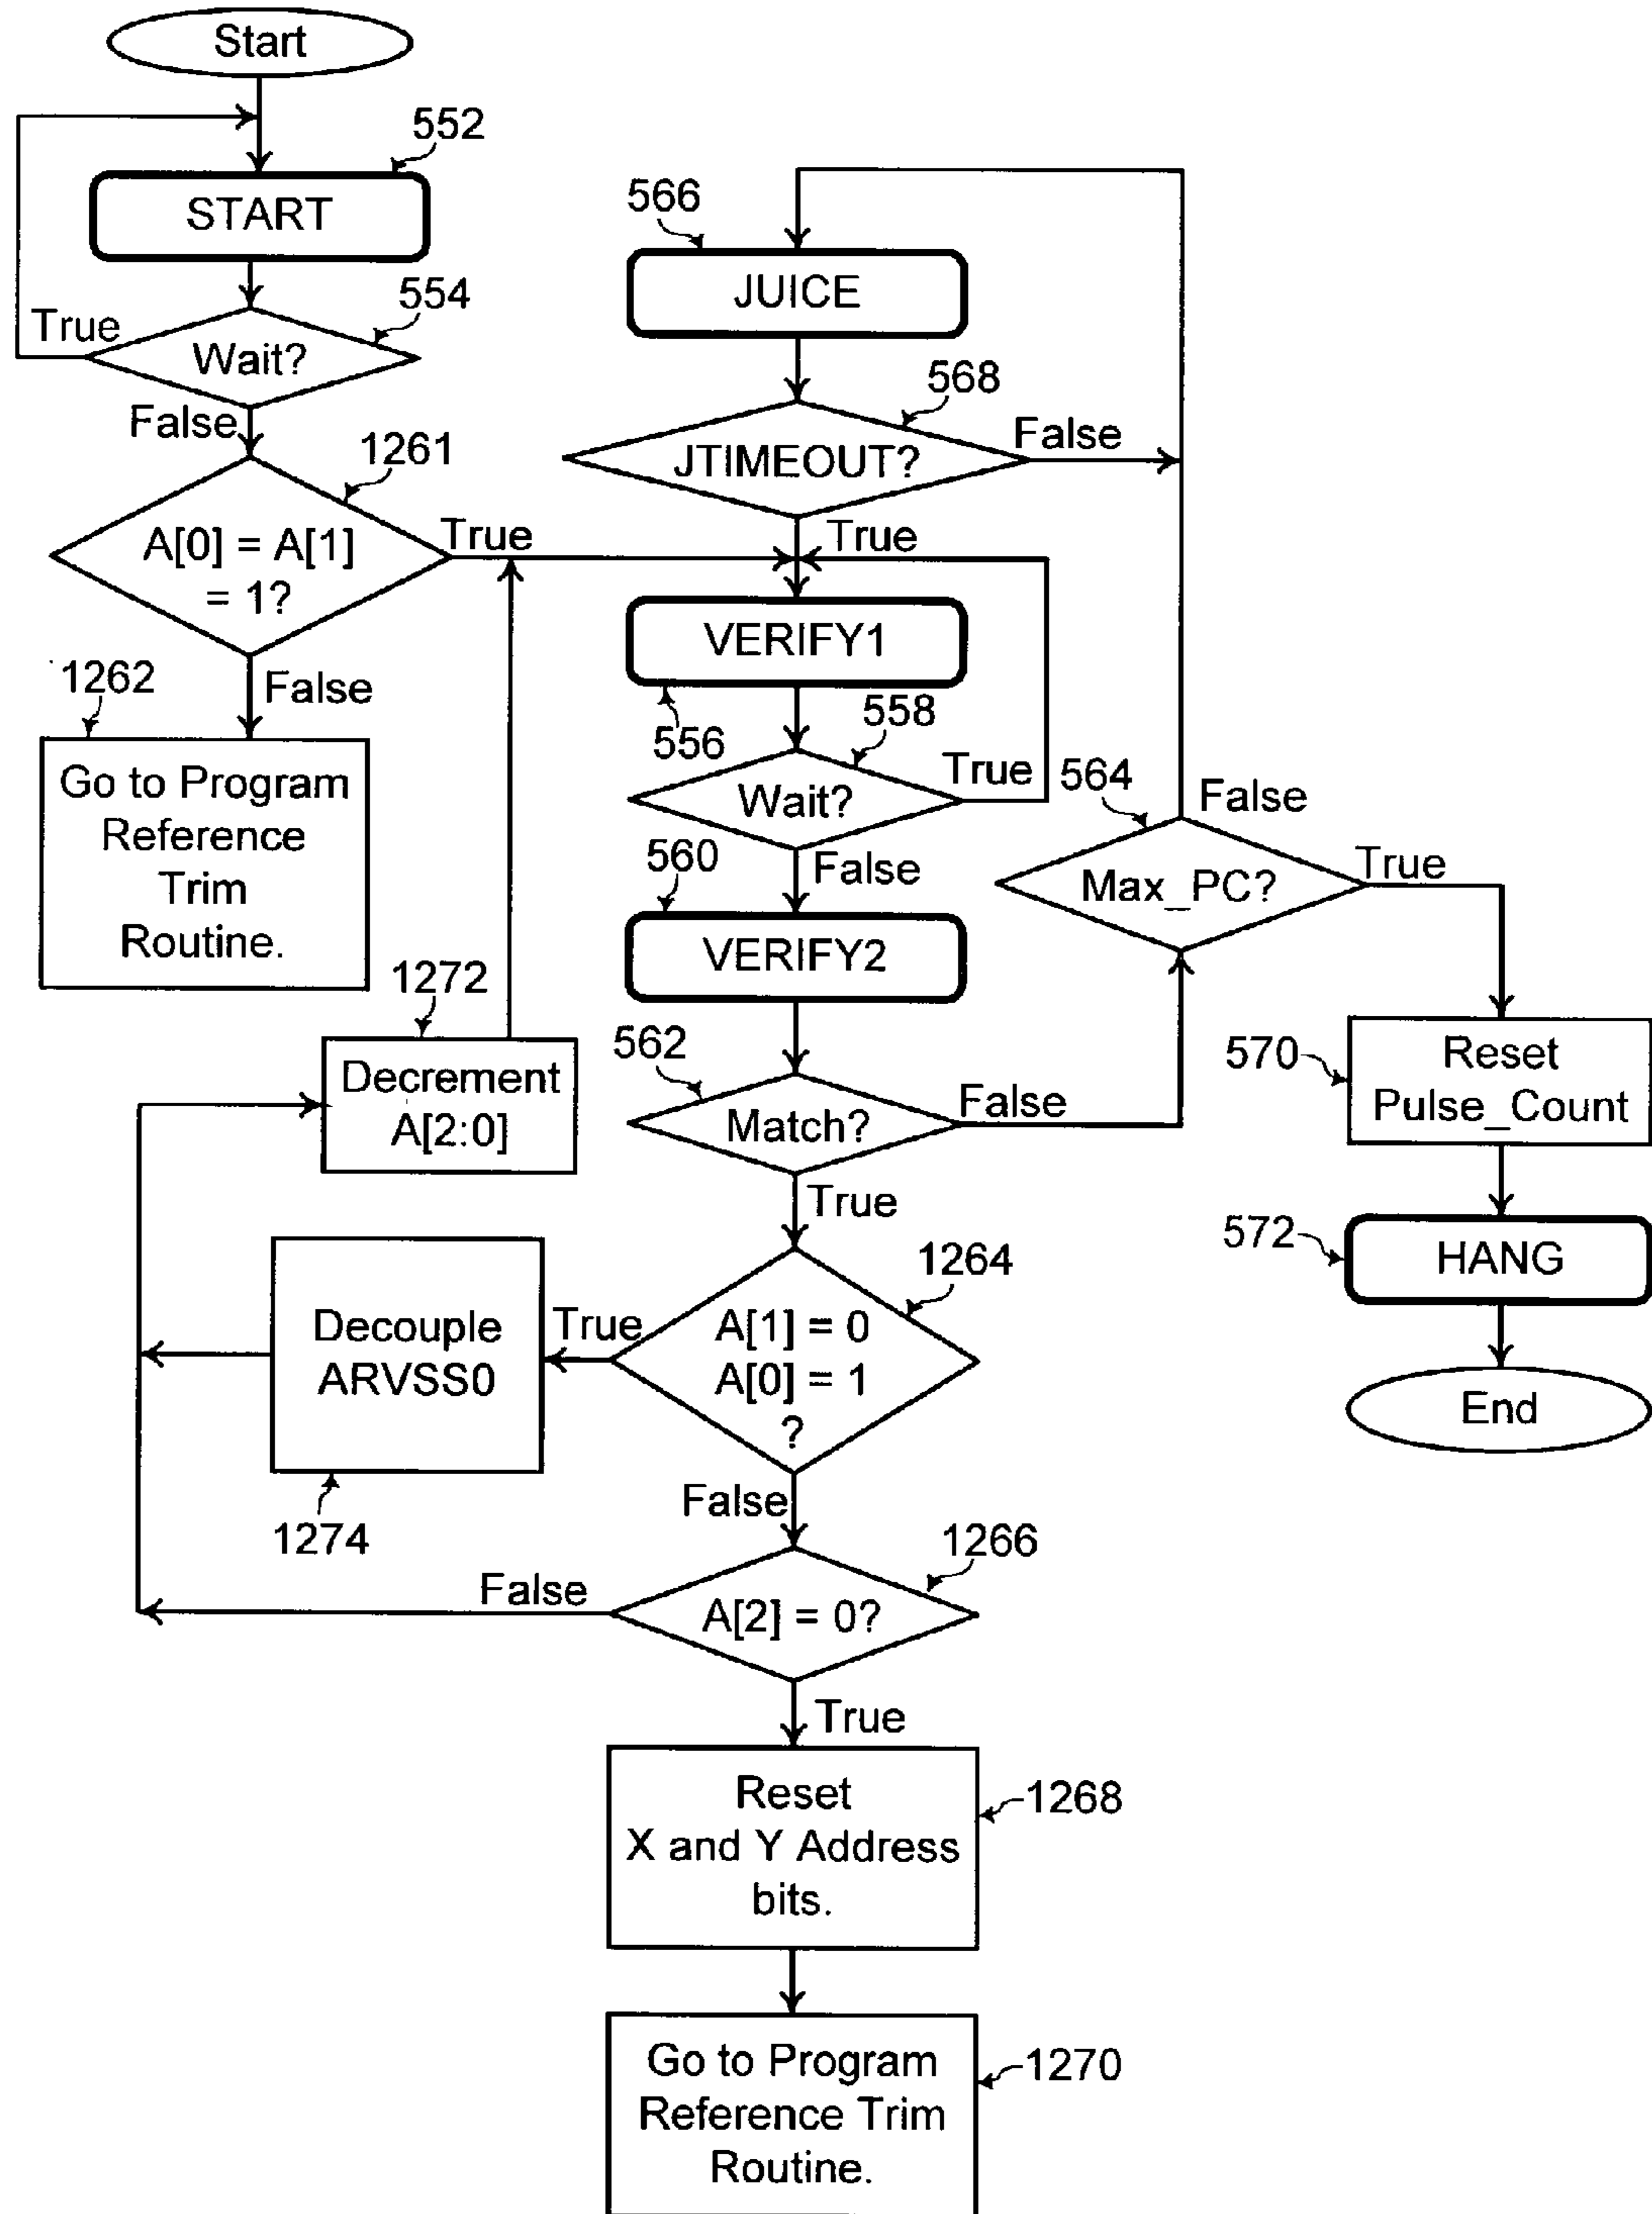 Start
552
START
554
Wait?
True
False
1261
A[0] = A[1]
= 1?
True
False
1262
Go to Program
Reference
Trim
Routine.
566
JUICE
568
JTIMEOUT?
False
True
VERIFY1
556
558
Wait?
True
False
560
VERIFY2
562
Match?
False
True
564
Max_PC?
False
True
570
Reset
Pulse_Count
572
HANG
End
1272
Decrement
A[2:0]
1264
A[1] = 0
A[0] = 1
?
True
False
Decouple
ARVSS0
1274
1266
A[2] = 0?
False
True
Reset
X and Y Address
bits.
1268
Go to Program
Reference Trim
Routine.
1270